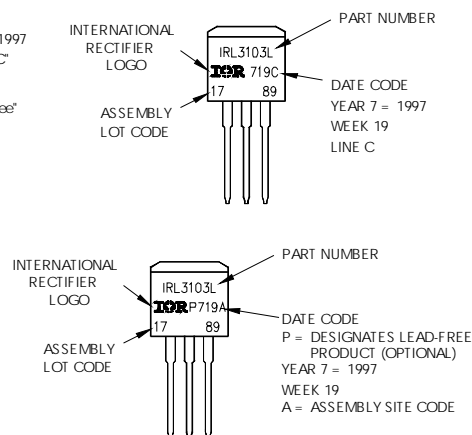 1997
C"
ee"
INTERNATIONAL
RECTIFIER
LOGO
PART NUMBER
IRL3103L
IOR 719C
17 89
ASSEMBLY
LOT CODE
DATE CODE
YEAR 7 = 1997
WEEK 19
LINE C
INTERNATIONAL
RECTIFIER
LOGO
PART NUMBER
IRL3103L
IOR P719A
17 89
ASSEMBLY
LOT CODE
DATE CODE
P = DESIGNATES LEAD-FREE
PRODUCT (OPTIONAL)
YEAR 7 = 1997
WEEK 19
A = ASSEMBLY SITE CODE